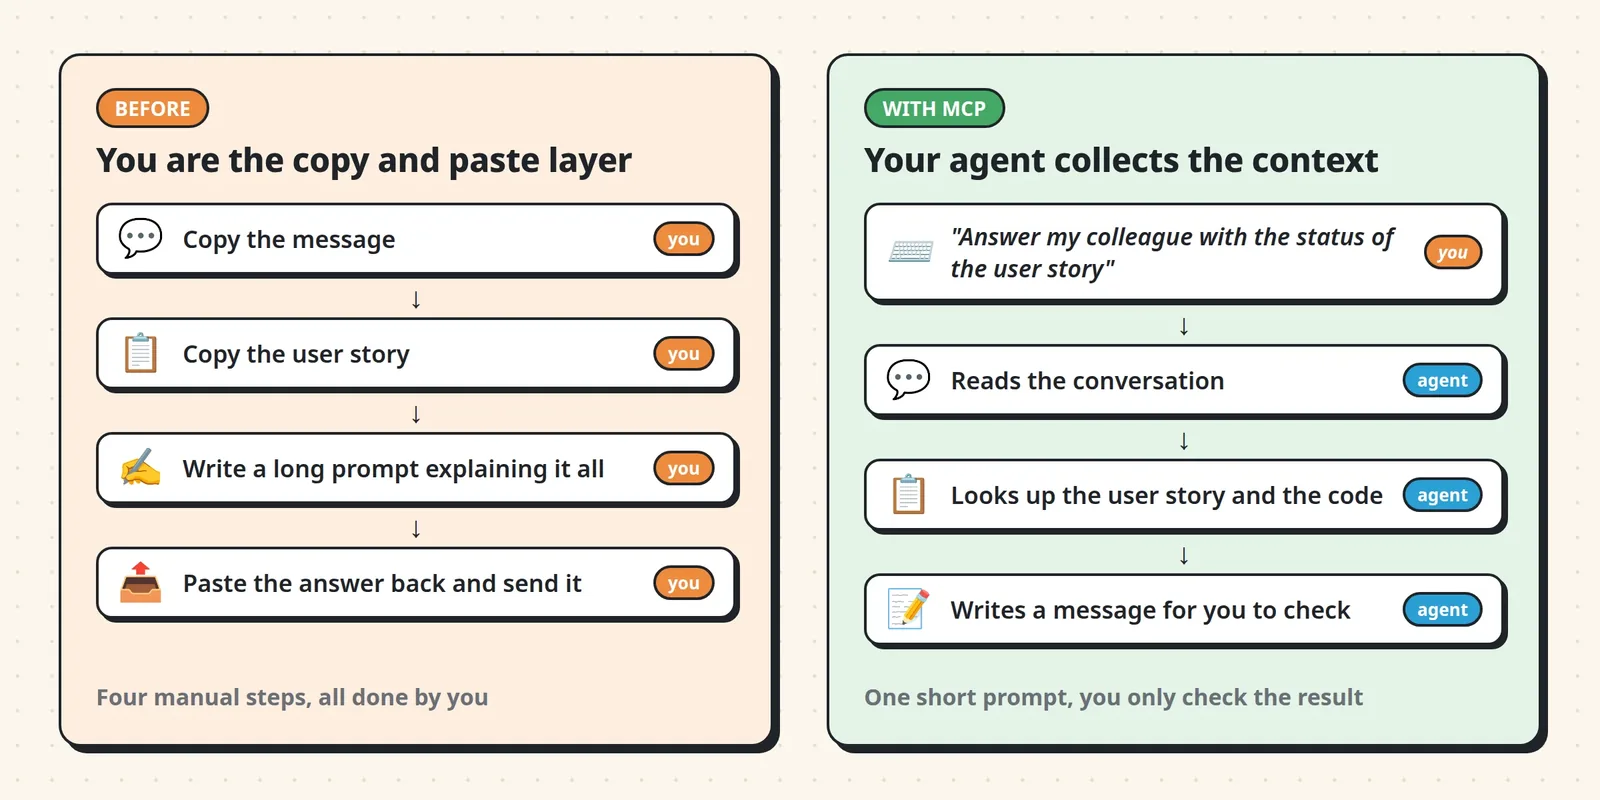 BEFORE
You are the copy and paste layer
Copy the message
you
↓
Copy the user story
you
↓
Write a long prompt explaining it all
you
↓
Paste the answer back and send it
you
Four manual steps, all done by you
WITH MCP
Your agent collects the context
"Answer my colleague with the status of
the user story"
you
↓
Reads the conversation
agent
↓
Looks up the user story and the code
agent
↓
Writes a message for you to check
agent
One short prompt, you only check the result